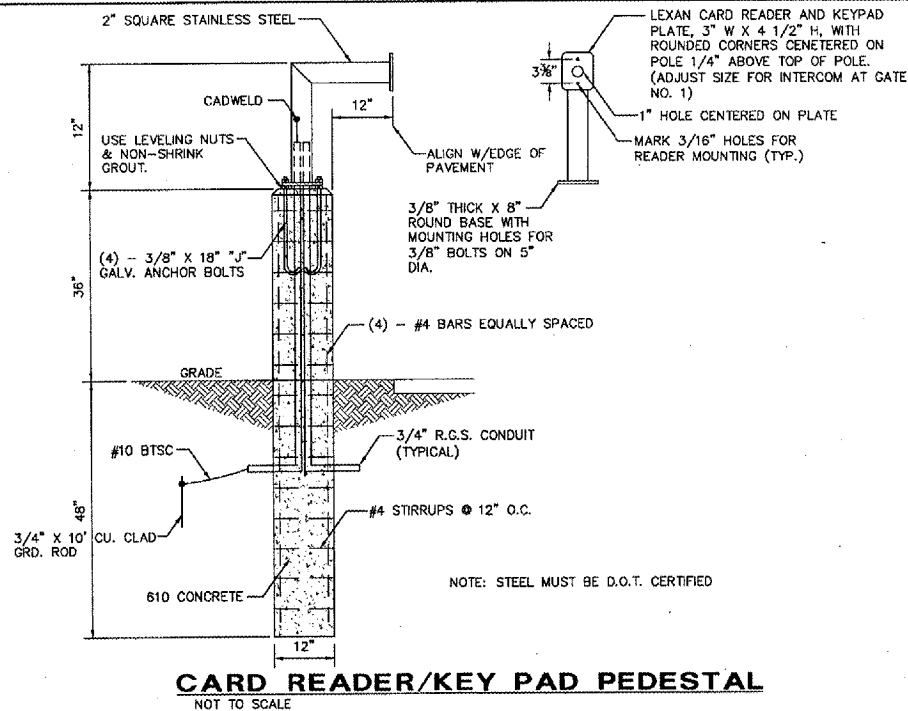 2" SQUARE STAINLESS STEEL
12"
CADWELD
12"
USE LEVELING NUTS
& NON-SHRINK
GROUT.
ALIGN W/EDGE OF
PAVEMENT
(4) - 3/8" X 18" "J"
GALV. ANCHOR BOLTS
36"
(4) - #4 BARS EQUALLY SPACED
GRADE
#10 BTSC
3/4" R.G.S. CONDUIT
(TYPICAL)
48"
3/4" X 10' CU. CLAD
GRD. ROD
#4 STIRRUPS @ 12" O.C.
610 CONCRETE
12"
LEXAN CARD READER AND KEYPAD
PLATE, 3" W X 4 1/2" H, WITH
ROUNDED CORNERS CENETERED ON
POLE 1/4" ABOVE TOP OF POLE.
(ADJUST SIZE FOR INTERCOM AT GATE
NO. 1)
3⅜"
1" HOLE CENTERED ON PLATE
MARK 3/16" HOLES FOR
READER MOUNTING (TYP.)
3/8" THICK X 8"
ROUND BASE WITH
MOUNTING HOLES FOR
3/8" BOLTS ON 5"
DIA.
NOTE: STEEL MUST BE D.O.T. CERTIFIED
CARD READER/KEY PAD PEDESTAL
NOT TO SCALE